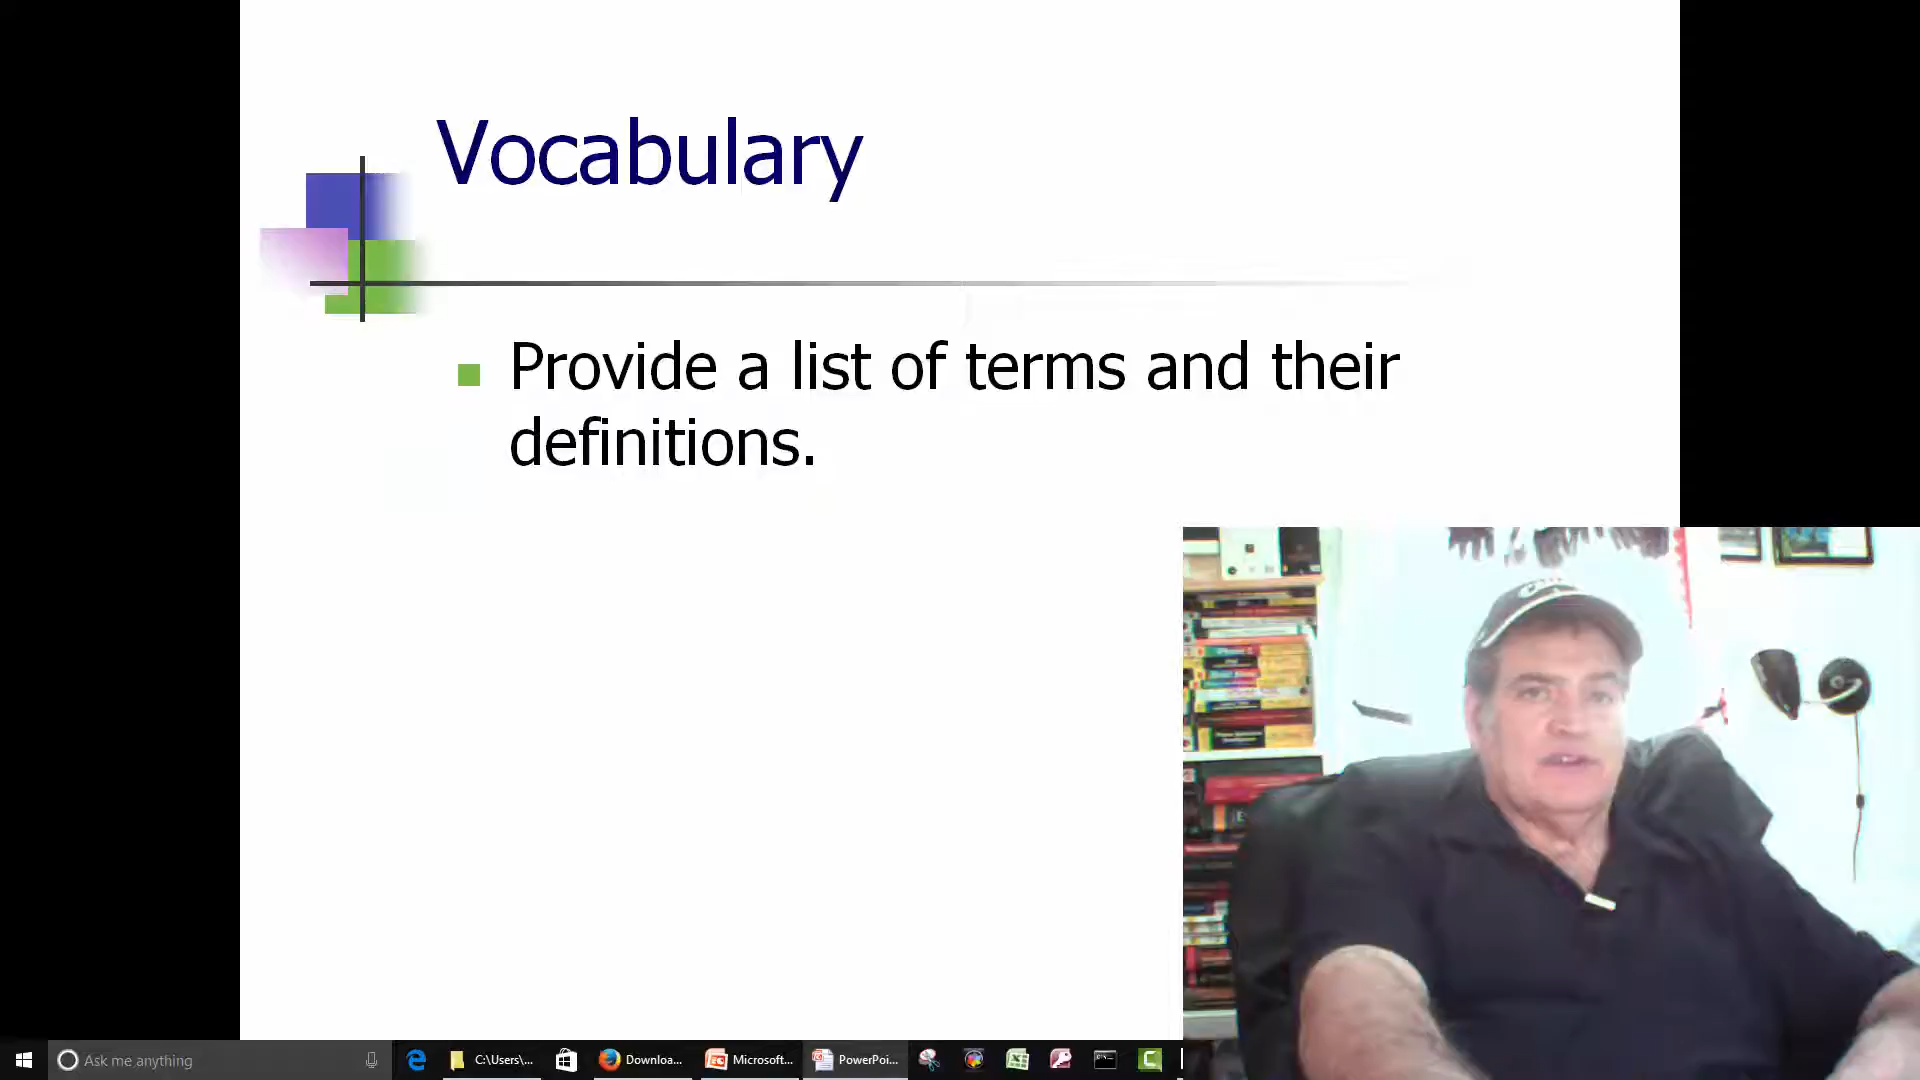 Vocabulary
Provide a list of terms and their
definitions.
Ask me anything
C:\Users\...
Downloa...
Microsoft...
PowerPoi...